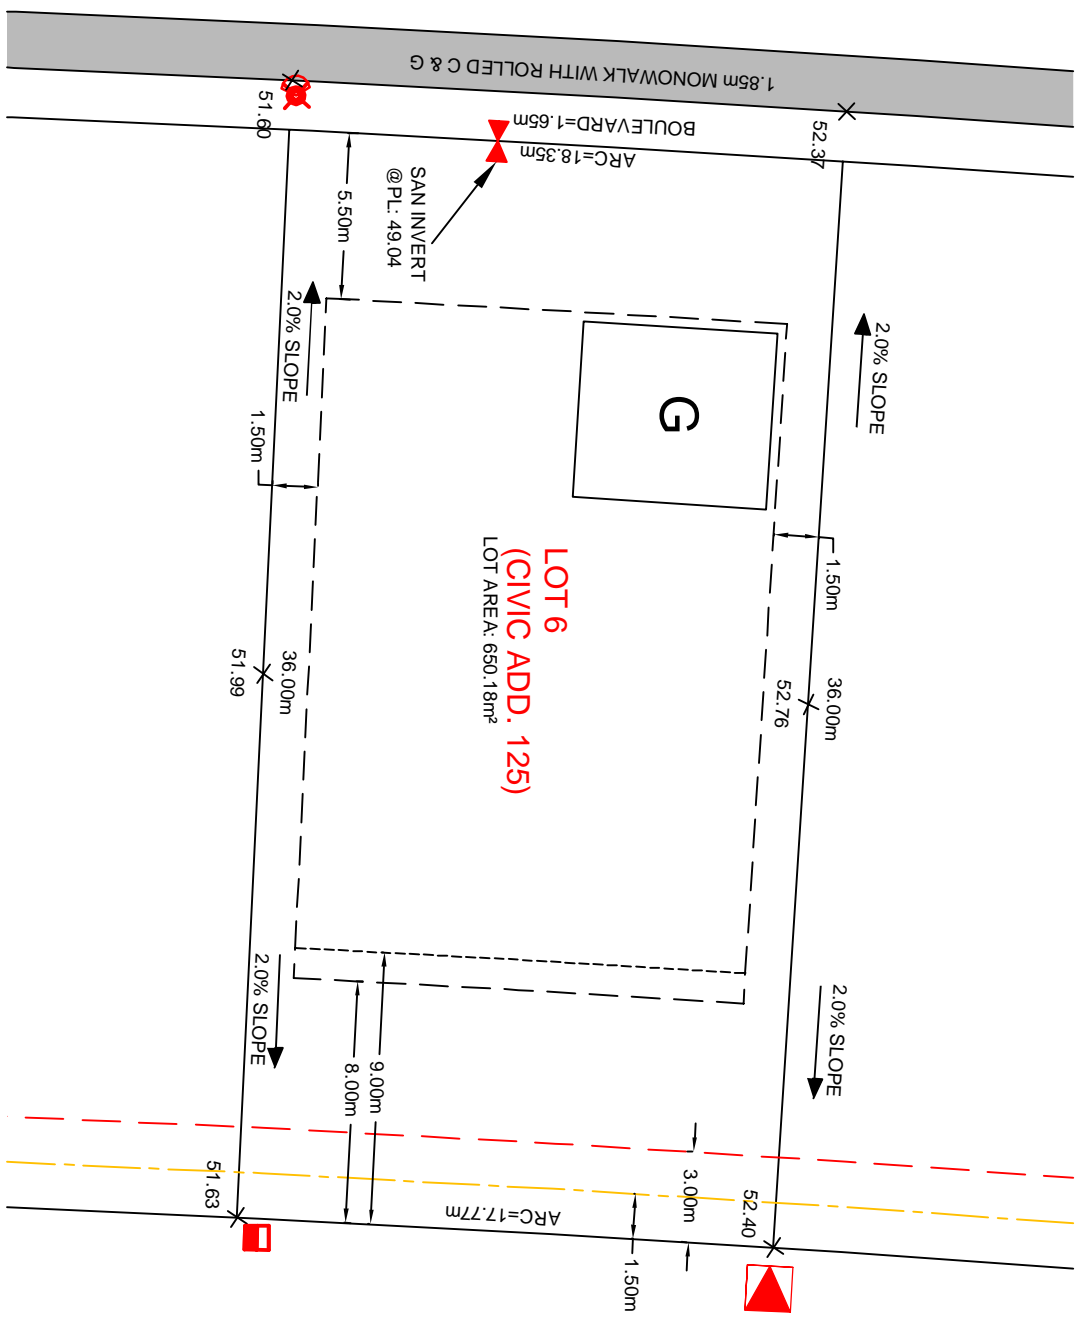 1.85m MONOWALK WITH ROLLED C & G
51.60
52.37
BOULEVARD=1.65m
ARC=18.35m
SAN INVERT
@PL: 49.04
5.50m
2.0% SLOPE
2.0% SLOPE
G
1.50m
1.50m
LOT 6
(CIVIC ADD. 125)
LOT AREA: 650.18m²
36.00m
51.99
36.00m
52.76
2.0% SLOPE
2.0% SLOPE
9.00m
8.00m
3.00m
51.63
52.40
ARC=17.77m
1.50m